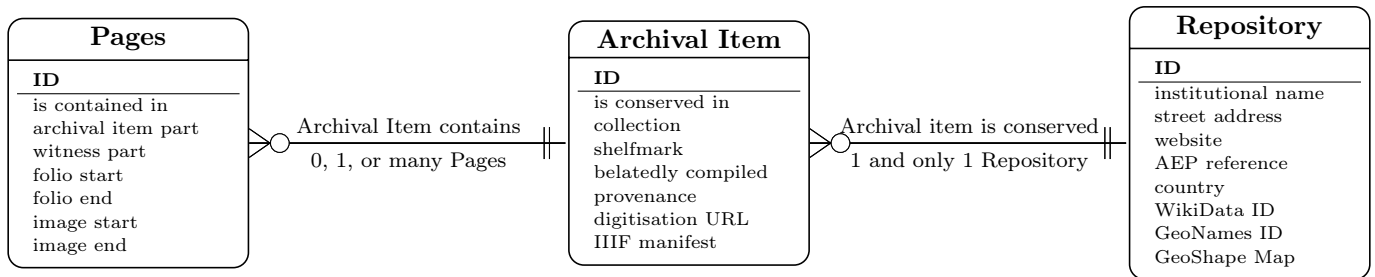 Pages
ID
is contained in
archival item part
witness part
folio start
folio end
image start
image end
Archival Item contains
0, 1, or many Pages
Archival Item
ID
is conserved in
collection
shelfmark
belatedly compiled
provenance
digitisation URL
IIIF manifest
Archival item is conserved
1 and only 1 Repository
Repository
ID
institutional name
street address
website
AEP reference
country
WikiData ID
GeoNames ID
GeoShape Map